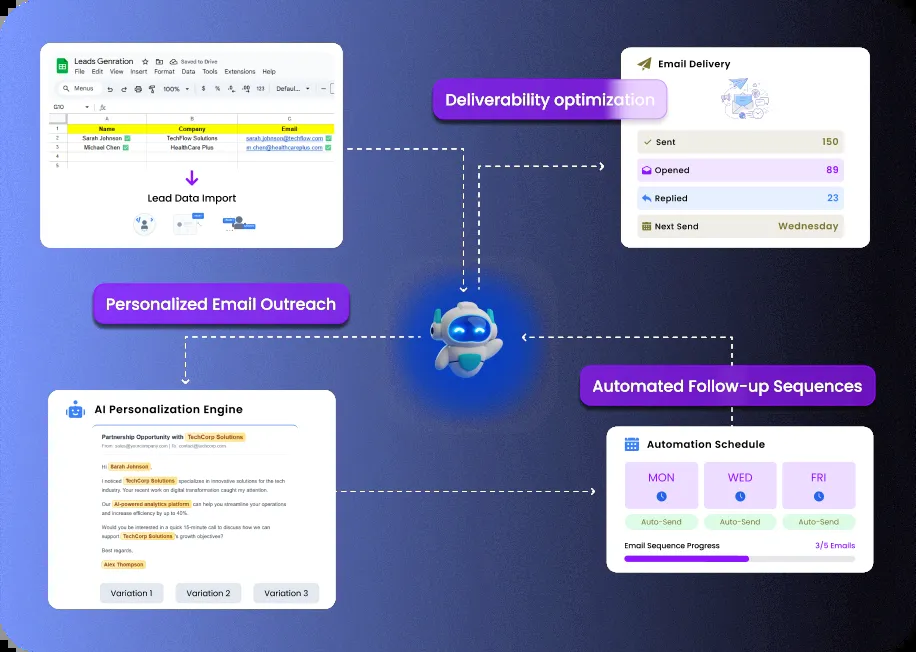 Leads Genration
Saved to Drive
File Edit View Insert Format Data Tools Extensions Help
Menus 100% $ % .0 .00 123 Defaul...
G10 fx
A B C
1 Name Company Email
2 Sarah Johnson TechFlow Solutions sarah.johnson@techflow.com
3 Michael Chen HealthCare Plus m.chen@healthcareplus.com
4
5
Lead Data Import
Deliverability optimization
Email Delivery
Sent 150
Opened 89
Replied 23
Next Send Wednesday
Personalized Email Outreach
AI Personalization Engine
Partnership Opportunity with TechCorp Solutions
Hi Sarah Johnson,
I noticed TechCorp Solutions specializes in innovative solutions for the tech
industry. Your recent work on digital transformation caught my attention.
Our AI-powered analytics platform can help you streamline your operations
and increase efficiency by up to 40%.
Would you be interested in a quick 15-minute call to discuss how we can
support TechCorp Solutions's growth objectives?
Best regards,
Alex Thompson
Variation 1 Variation 2 Variation 3
Automated Follow-up Sequences
Automation Schedule
MON WED FRI
Auto-Send Auto-Send Auto-Send
Email Sequence Progress 3/5 Emails